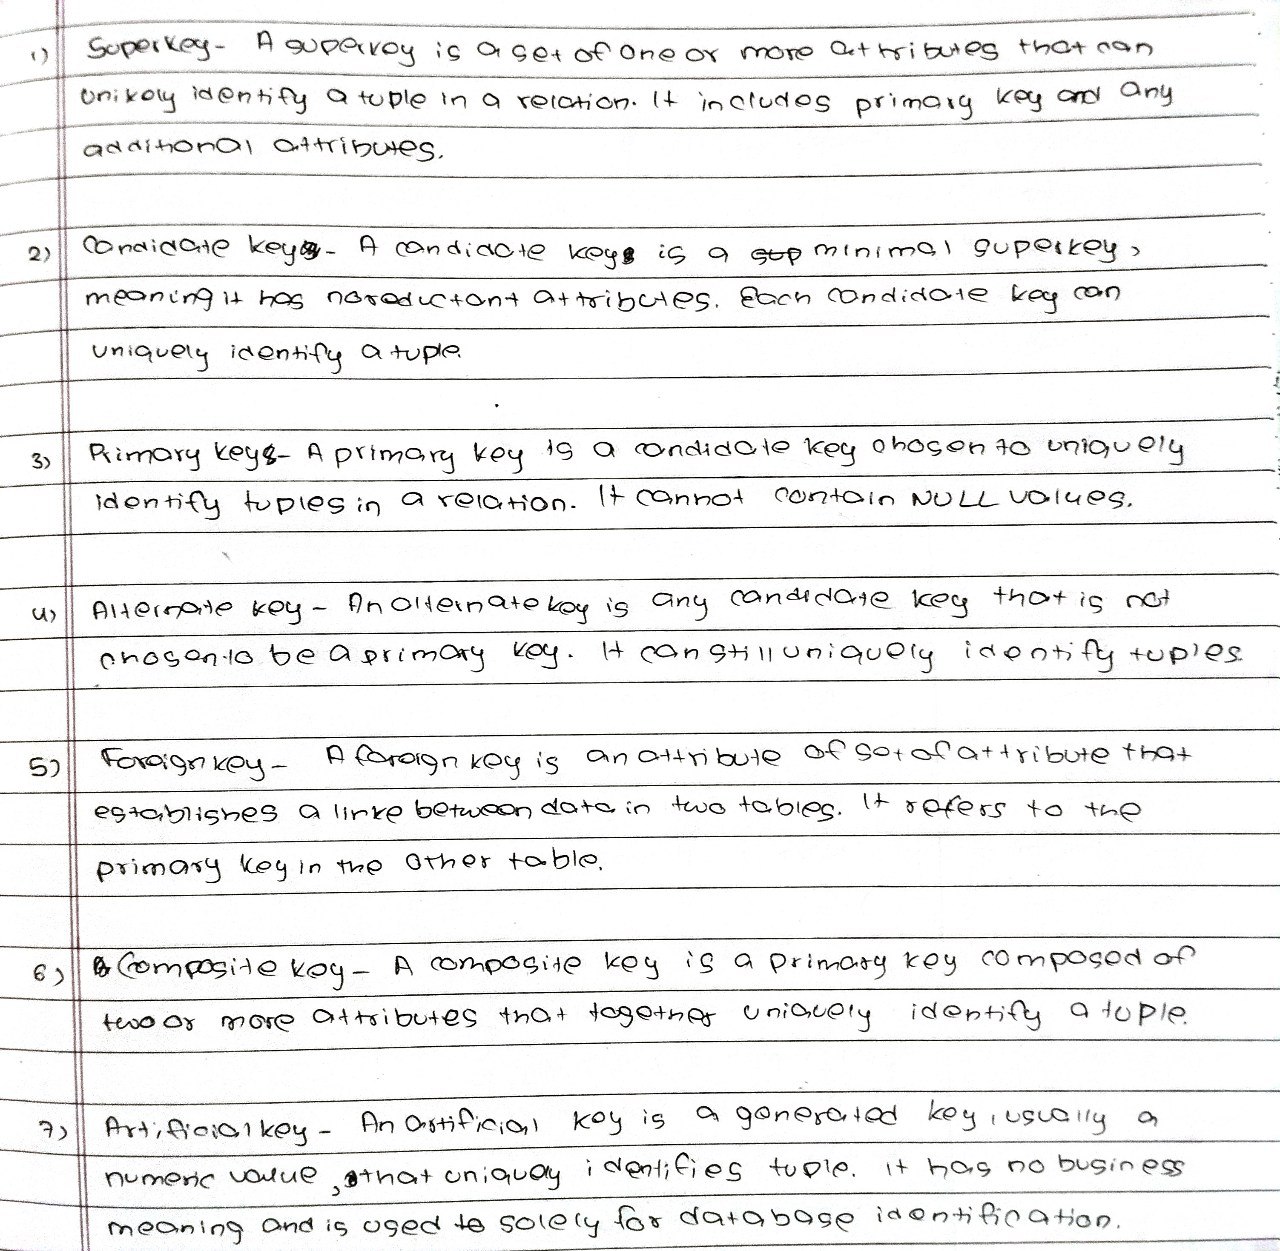 1) Superkey - A superkey is a set of one or more attributes that can
unikely identify a tuple in a relation. It includes primary key and any
additional attributes.
2) Candidate key - A candidate key is a minimal superkey,
meaning it has no reductant attributes. Each candidate key can
uniquely identify a tuple.
3) Primary key - A primary key is a candidate key chosen to uniquely
identify tuples in a relation. It cannot contain NULL values.
4) Alternate key - An alternate key is any candidate key that is not
chosen to be a primary key. It can still uniquely identify tuples
5) Foreign key - A foreign key is an attribute of set of attribute that
establishes a linke between data in two tables. It refers to the
primary key in the other table.
6) Composite key - A composite key is a primary key composed of
two or more attributes that together uniquely identify a tuple.
7) Artificial key - An artificial key is a generated key, usually a
numeric value, that uniquey identifies tuple. it has no business
meaning and is used to solely for database identification.